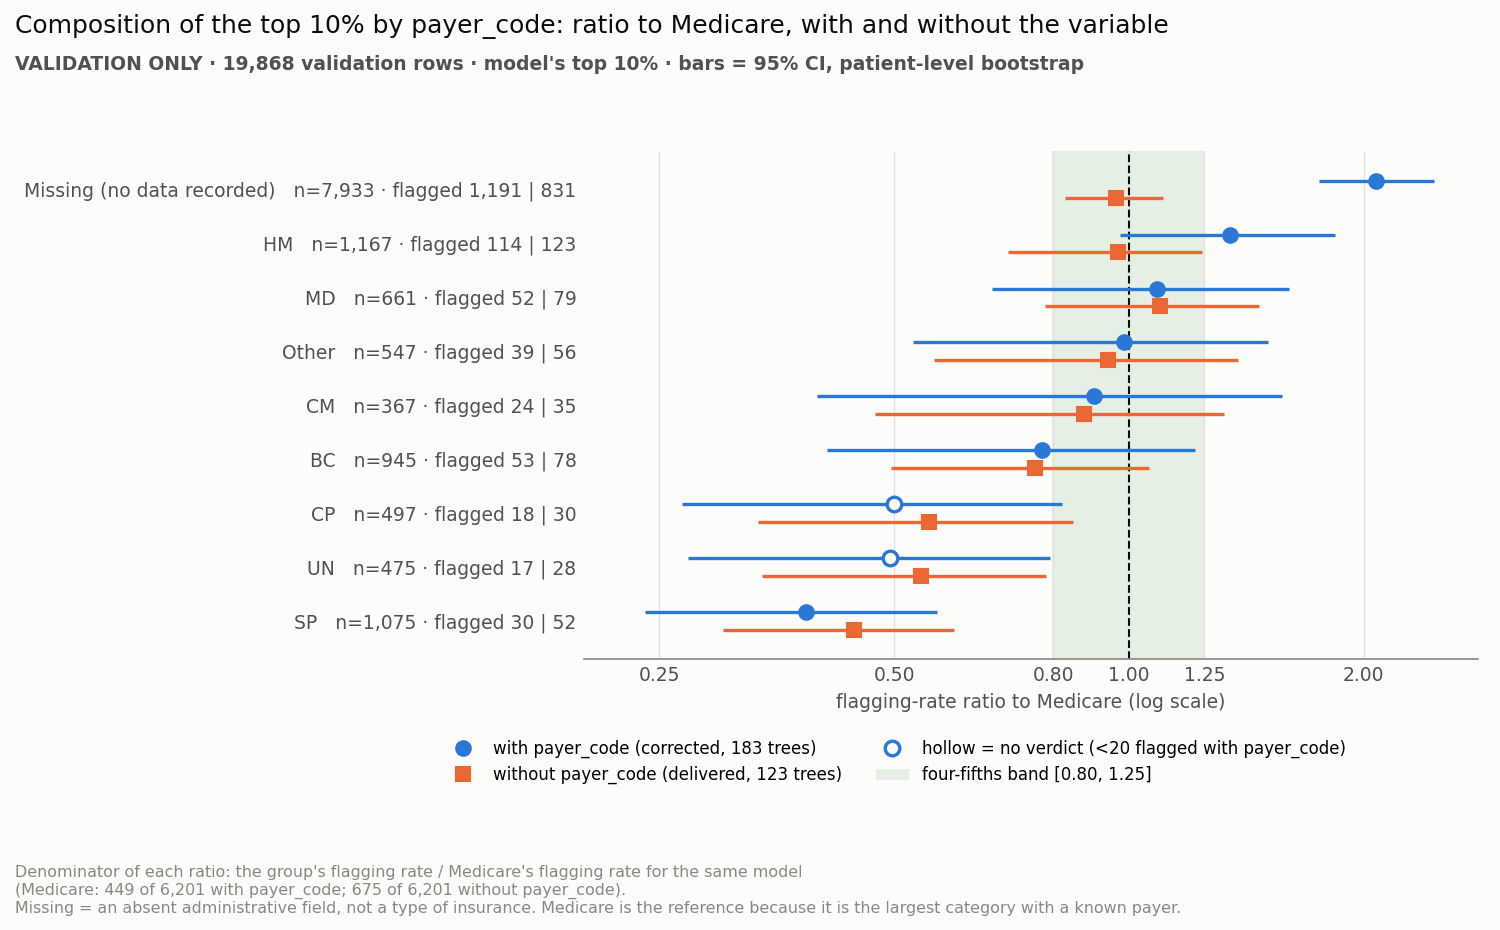 Composition of the top 10% by payer_code: ratio to Medicare, with and without the variable
VALIDATION ONLY · 19,868 validation rows · model's top 10% · bars = 95% CI, patient-level bootstrap
Missing (no data recorded) n=7,933 · flagged 1,191 | 831
HM n=1,167 · flagged 114 | 123
MD n=661 · flagged 52 | 79
Other n=547 · flagged 39 | 56
CM n=367 · flagged 24 | 35
BC n=945 · flagged 53 | 78
CP n=497 · flagged 18 | 30
UN n=475 · flagged 17 | 28
SP n=1,075 · flagged 30 | 52
0.25 0.50 0.80 1.00 1.25 2.00
flagging-rate ratio to Medicare (log scale)
with payer_code (corrected, 183 trees)
without payer_code (delivered, 123 trees)
hollow = no verdict (<20 flagged with payer_code)
four-fifths band [0.80, 1.25]
Denominator of each ratio: the group's flagging rate / Medicare's flagging rate for the same model
(Medicare: 449 of 6,201 with payer_code; 675 of 6,201 without payer_code).
Missing = an absent administrative field, not a type of insurance. Medicare is the reference because it is the largest category with a known payer.